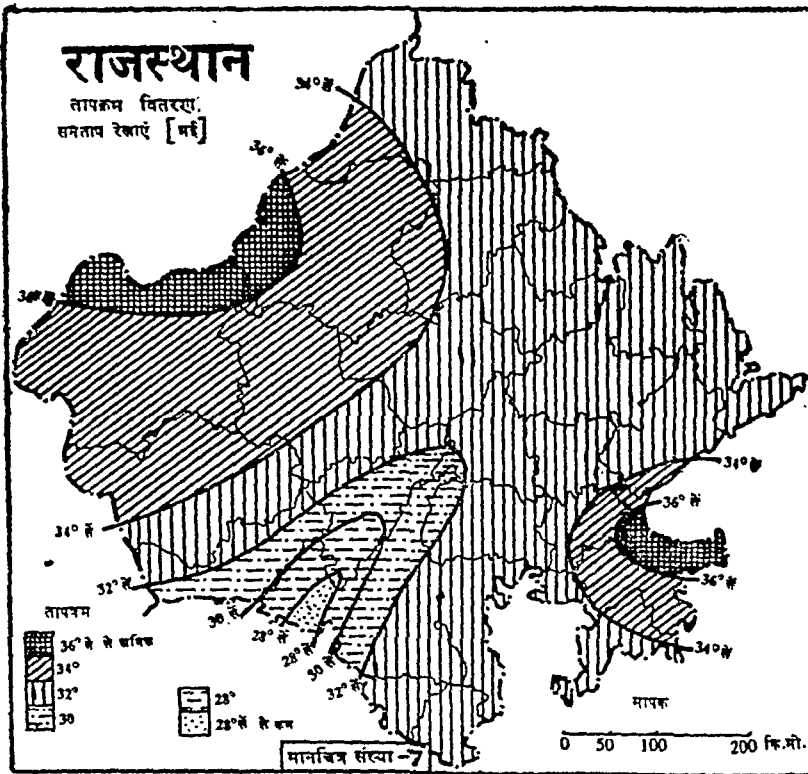 राजस्थान
तापक्रम वितरण,
समताप रेखाएं [मई]
34° सें
36° सें
36° सें
34° सें
36° सें
36° सें
34° सें
34° सें
32° सें
30 सें
28° सें
28° सें
30 सें
32° सें
तापक्रम
36° से से अधिक
34°
32°
30
28°
28° सें से कम
मापक
0 50 100 200 कि.मी.
मानचित्र संख्या-7